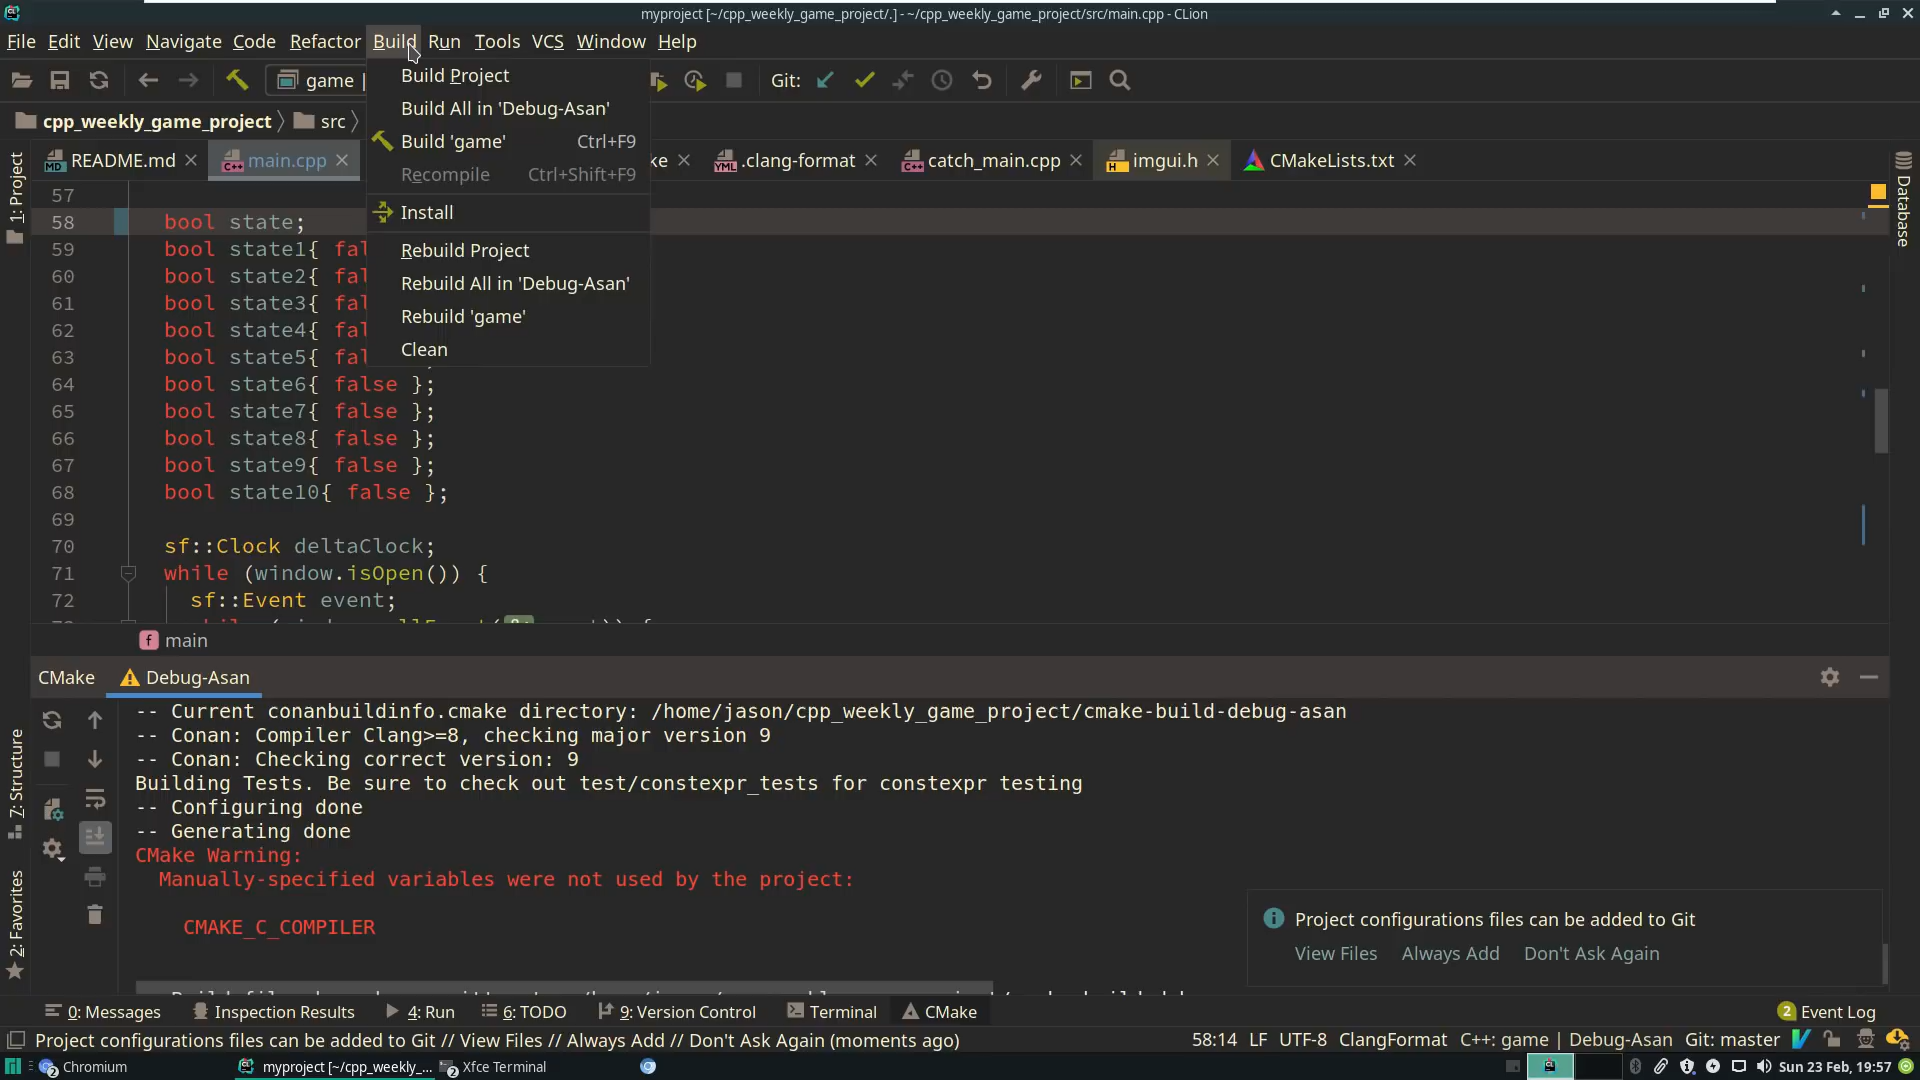 myproject [~/cpp_weekly_game_project/.] - ~/cpp_weekly_game_project/src/main.cpp - CLion
File Edit View Navigate Code Refactor Build Run Tools VCS Window Help
game | Git:
Build Project
Build All in 'Debug-Asan'
Build 'game' Ctrl+F9
Recompile Ctrl+Shift+F9
Install
Rebuild Project
Rebuild All in 'Debug-Asan'
Rebuild 'game'
Clean
cpp_weekly_game_project src
README.md main.cpp ke .clang-format catch_main.cpp imgui.h CMakeLists.txt
1: Project
7: Structure
2: Favorites
Database
57
58 bool state;
59 bool state1{ fal
60 bool state2{ fal
61 bool state3{ fal
62 bool state4{ fal
63 bool state5{ fal
64 bool state6{ false };
65 bool state7{ false };
66 bool state8{ false };
67 bool state9{ false };
68 bool state10{ false };
69
70 sf::Clock deltaClock;
71 while (window.isOpen()) {
72 sf::Event event;
f main
CMake Debug-Asan
-- Current conanbuildinfo.cmake directory: /home/jason/cpp_weekly_game_project/cmake-build-debug-asan
-- Conan: Compiler Clang>=8, checking major version 9
-- Conan: Checking correct version: 9
Building Tests. Be sure to check out test/constexpr_tests for constexpr testing
-- Configuring done
-- Generating done
CMake Warning:
Manually-specified variables were not used by the project:
CMAKE_C_COMPILER
Project configurations files can be added to Git
View Files Always Add Don't Ask Again
0: Messages Inspection Results 4: Run 6: TODO 9: Version Control Terminal CMake 2 Event Log
Project configurations files can be added to Git // View Files // Always Add // Don't Ask Again (moments ago) 58:14 LF UTF-8 ClangFormat C++: game | Debug-Asan Git: master
2 Chromium myproject [~/cpp_weekly_... 2 Xfce Terminal Sun 23 Feb, 19:57